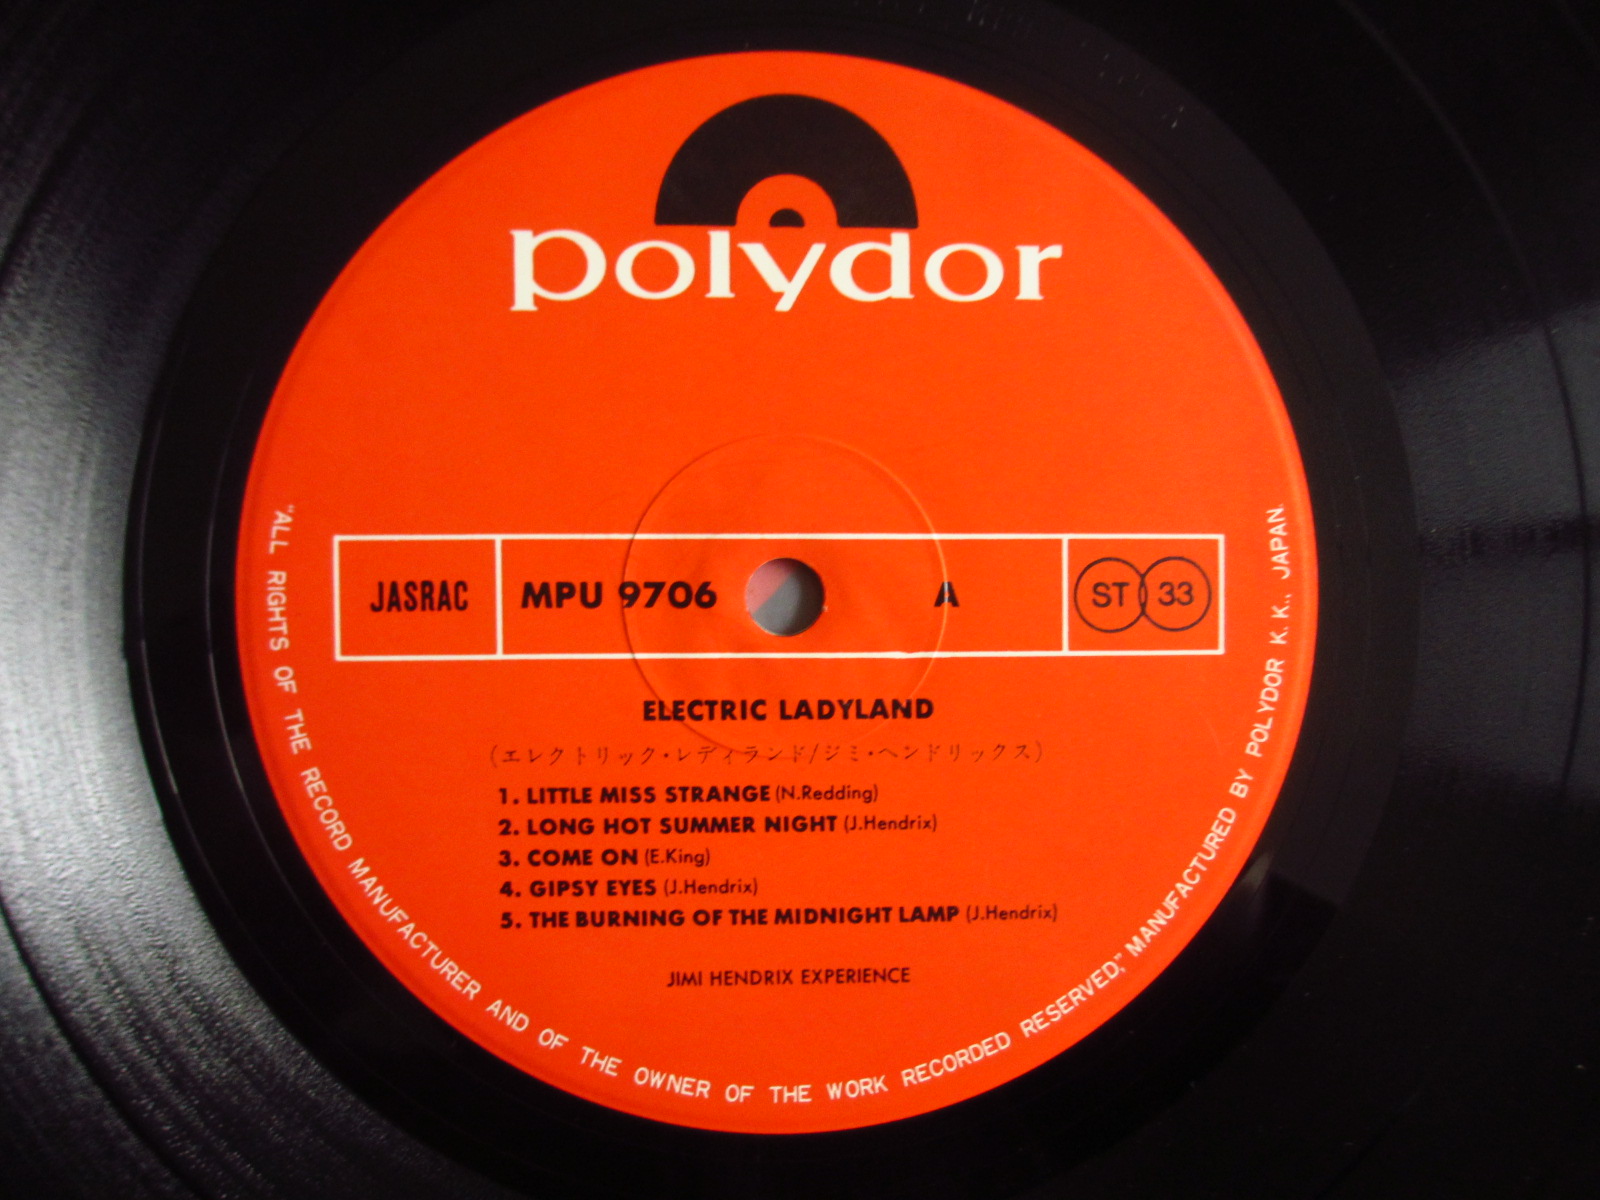 polydor
JASRAC MPU 9706 A ST 33
ELECTRIC LADYLAND
(エレクトリック・レディランド/ジミ・ヘンドリックス)
1. LITTLE MISS STRANGE (N.Redding)
2. LONG HOT SUMMER NIGHT (J.Hendrix)
3. COME ON (E.King)
4. GIPSY EYES (J.Hendrix)
5. THE BURNING OF THE MIDNIGHT LAMP (J.Hendrix)
JIMI HENDRIX EXPERIENCE
"ALL RIGHTS OF THE RECORD MANUFACTURER AND OF THE OWNER OF THE WORK RECORDED RESERVED," MANUFACTURED BY POLYDOR K. K., JAPAN